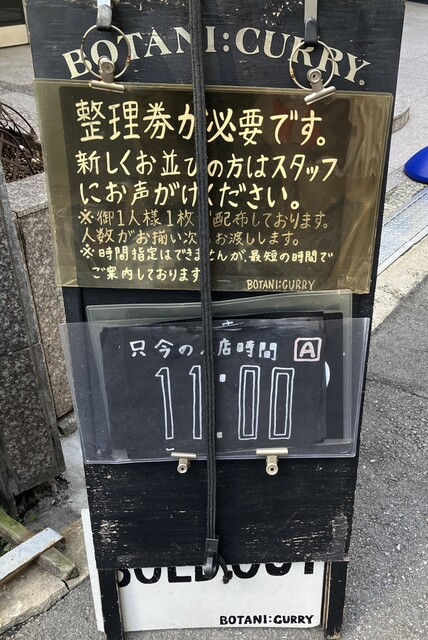 BOTANI:CURRY
整理券が必要です。
新しくお並びの方はスタッフ
にお声がけください。
※御1人様1枚 配布しております。
人数がお揃い次 お渡しします。
※時間指定はできま んが、最短の時間で
ご案内しております
BOTANI:CURRY
只今の 店時間 A
11:00
SOLD OUT
BOTANI:CURRY